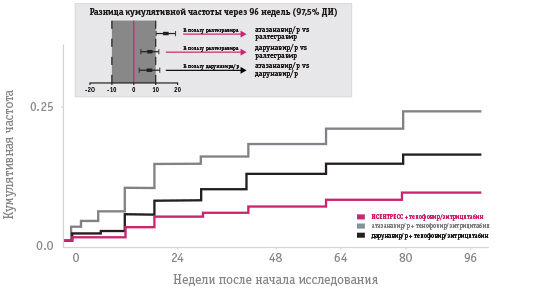 Разница кумулятивной частоты через 96 недель (97,5% ДИ)
В пользу ралтегравира
атазанавир/р vs
ралтегравир
В пользу ралтегравира
дарунавир/р vs
ралтегравир
В пользу дарунавира/р
атазанавир/р vs
дарунавир/р
-20 -10 0 10 20
Кумулятивная частота
0.25
0.0
ИСЕНТРЕСС + тенофовир/эмтрицитабин
атазанавир/р + тенофовир/эмтрицитабин
дарунавир/р + тенофовир/эмтрицитабин
0 24 48 64 80 96
Недели после начала исследования